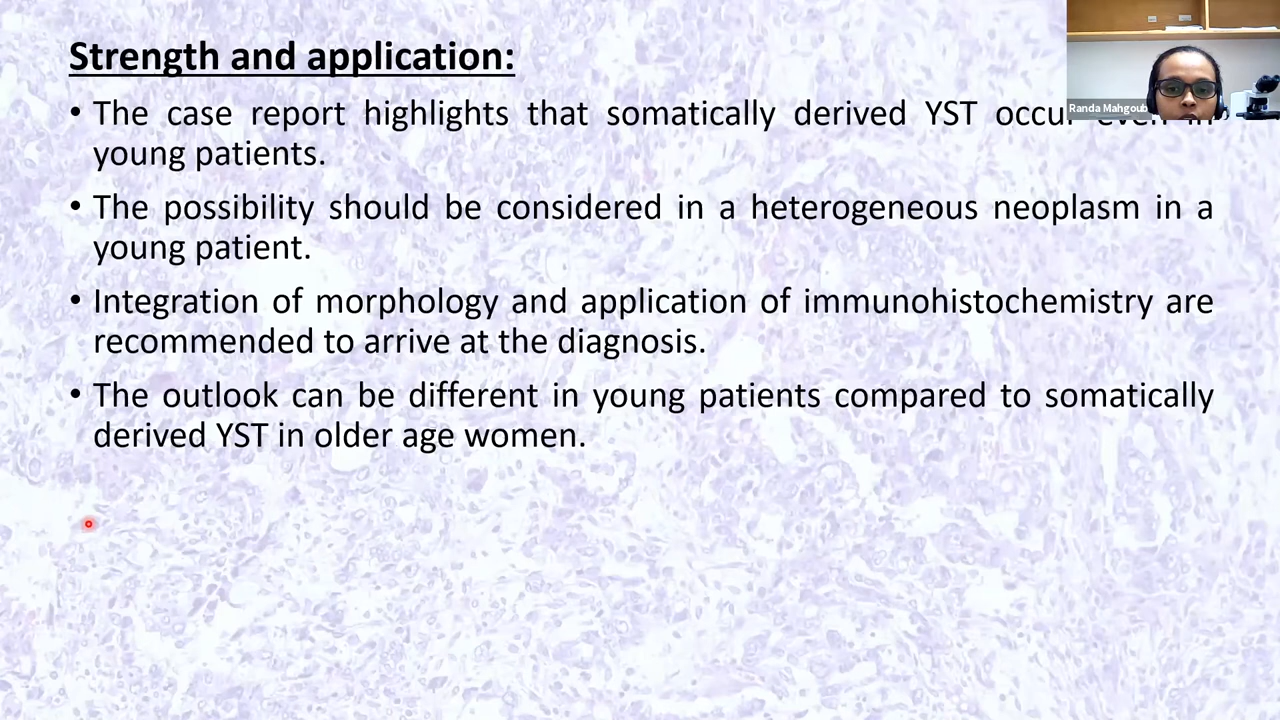 Strength and application:
• The case report highlights that somatically derived YST occur even in
young patients.
• The possibility should be considered in a heterogeneous neoplasm in a
young patient.
• Integration of morphology and application of immunohistochemistry are
recommended to arrive at the diagnosis.
• The outlook can be different in young patients compared to somatically
derived YST in older age women.
Randa Mahgoub